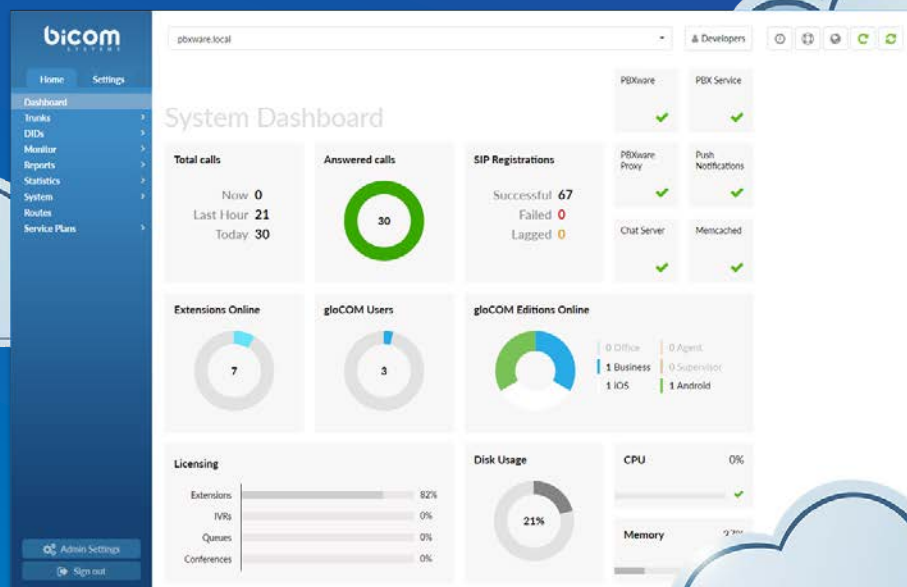 bicom
SYSTEMS
pbxware.local
Developers
Home
Settings
Dashboard
Trunks
DIDs
Monitor
Reports
Statistics
System
Routes
Service Plans
Admin Settings
Sign out
System Dashboard
PBXware
PBX Service
Total calls
Now 0
Last Hour 21
Today 30
Answered calls
30
SIP Registrations
Successful 67
Failed 0
Lagged 0
PBXware
Proxy
Push
Notifications
Chat Server
Memcached
Extensions Online
7
gloCOM Users
3
gloCOM Editions Online
0 Office
0 Agent
1 Business
0 Supervisor
1 iOS
1 Android
Licensing
Extensions 82%
IVRs 0%
Queues 0%
Conferences 0%
Disk Usage
21%
CPU 0%
Memory